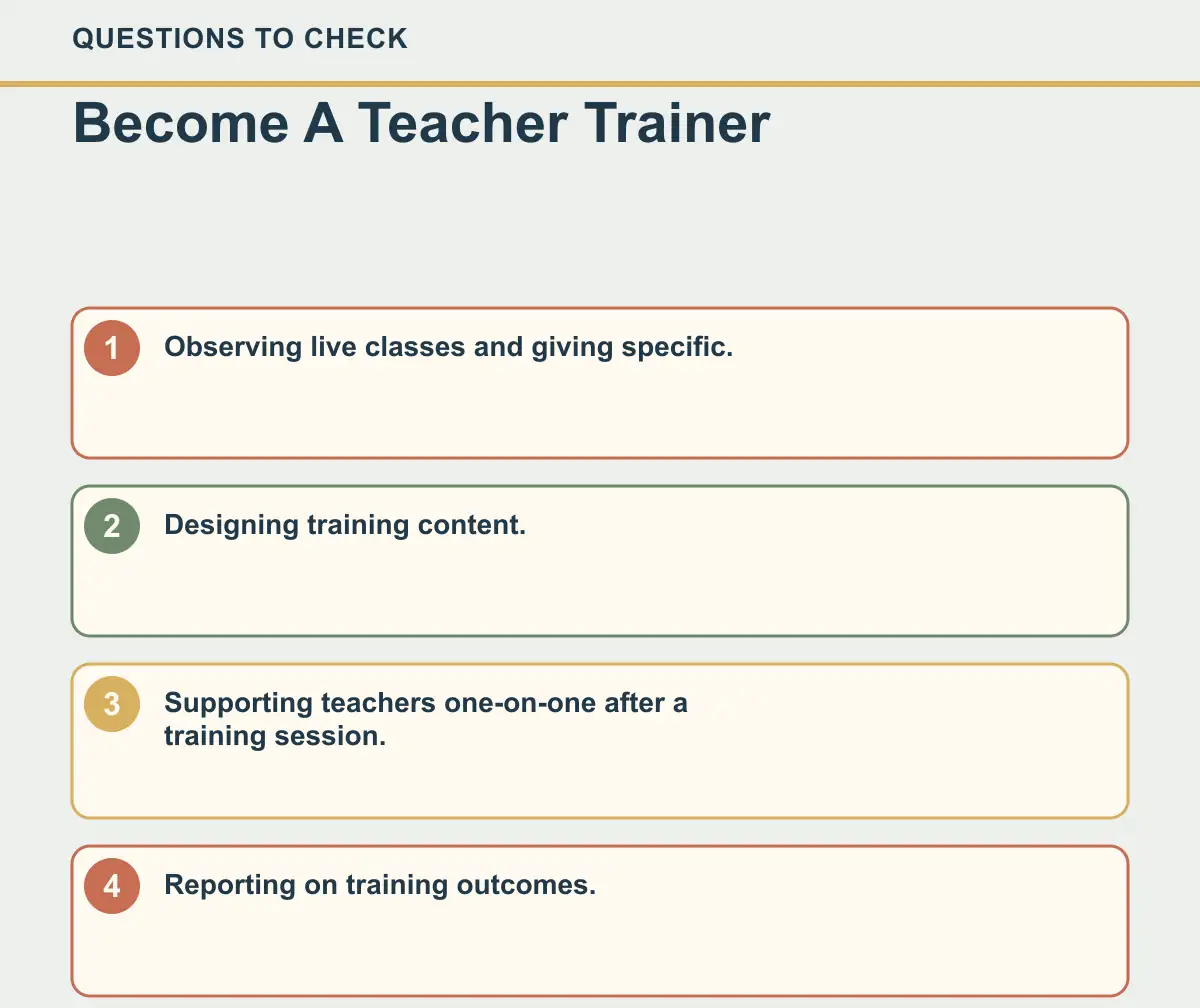 QUESTIONS TO CHECK
Become A Teacher Trainer
1
Observing live classes and giving specific.
2
Designing training content.
3
Supporting teachers one-on-one after a
training session.
4
Reporting on training outcomes.